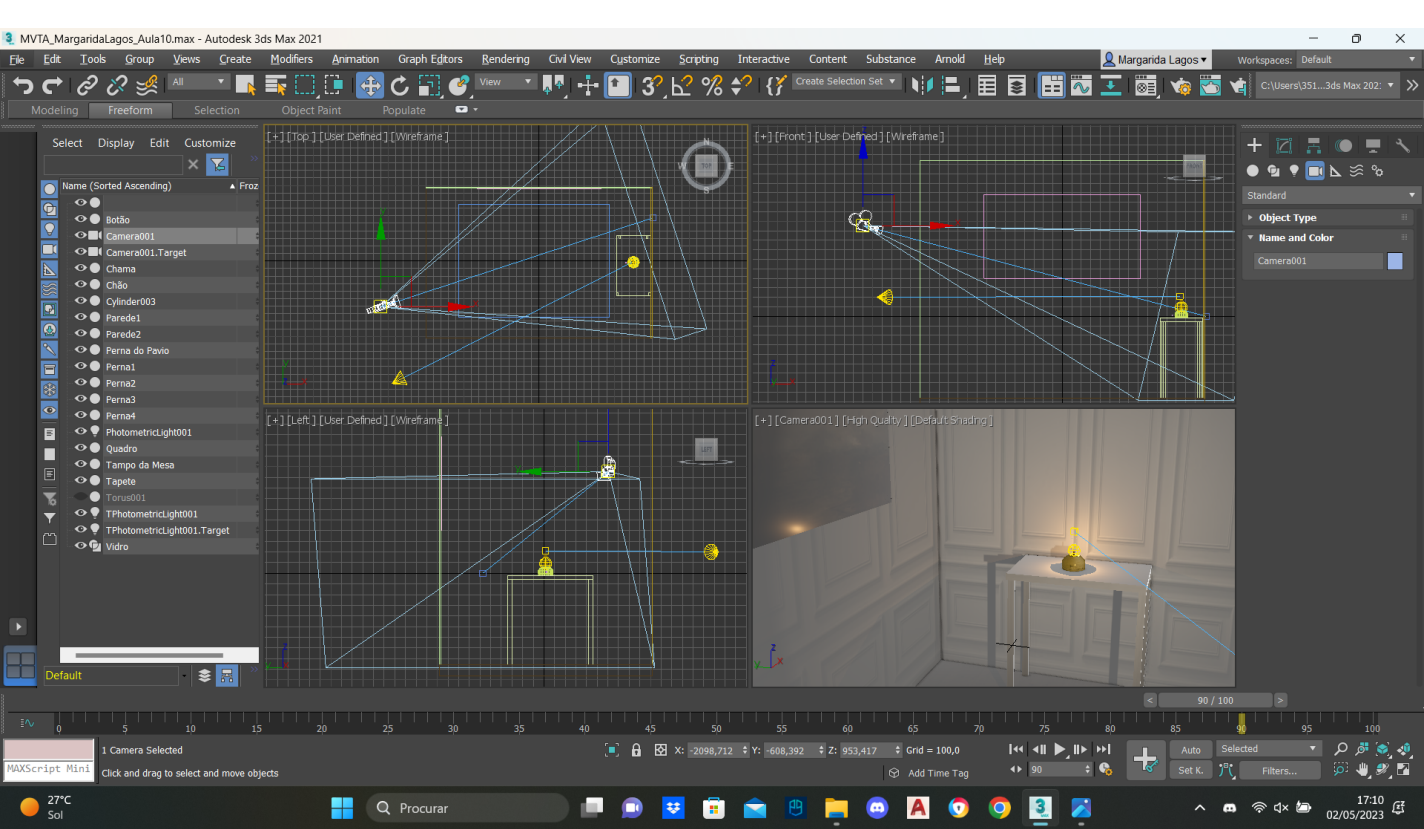 MVTA_MargaridaLagos_Aula10.max - Autodesk 3ds Max 2021
File Edit Tools Group Views Create Modifiers Animation Graph Editors Rendering Civil View Customize Scripting Interactive Content Substance Arnold Help Margarida Lagos Workspaces: Default
All View Create Selection Set C:\Users\351...3ds Max 202:
Modeling Freeform Selection Object Paint Populate
Select Display Edit Customize
Name (Sorted Ascending) Froz
Botão
Camera001
Camera001.Target
Chama
Chão
Cylinder003
Parede1
Parede2
Perna do Pavio
Perna1
Perna2
Perna3
Perna4
PhotometricLight001
Quadro
Tampo da Mesa
Tapete
Torus001
TPhotometricLight001
TPhotometricLight001.Target
Vidro
Default
[+] [Top ] [User Defined ] [Wireframe ]
N
W TOP E
S
[+] [Front ] [User Defined ] [Wireframe ]
[+] [Left ] [User Defined ] [Wireframe ]
LEFT
[+] [Camera001 ] [High Quality ] [Default Shading ]
Standard
Object Type
Name and Color
Camera001
< 90 / 100 >
0 5 10 15 20 25 30 35 40 45 50 55 60 65 70 75 80 85 90 95 100
1 Camera Selected
X: -2098,712 Y: -608,392 Z: 953,417 Grid = 100,0
Auto Selected
MAXScript Mini
Click and drag to select and move objects
Add Time Tag
90
Set K. Filters...
27°C
Sol
Procurar
17:10
02/05/2023